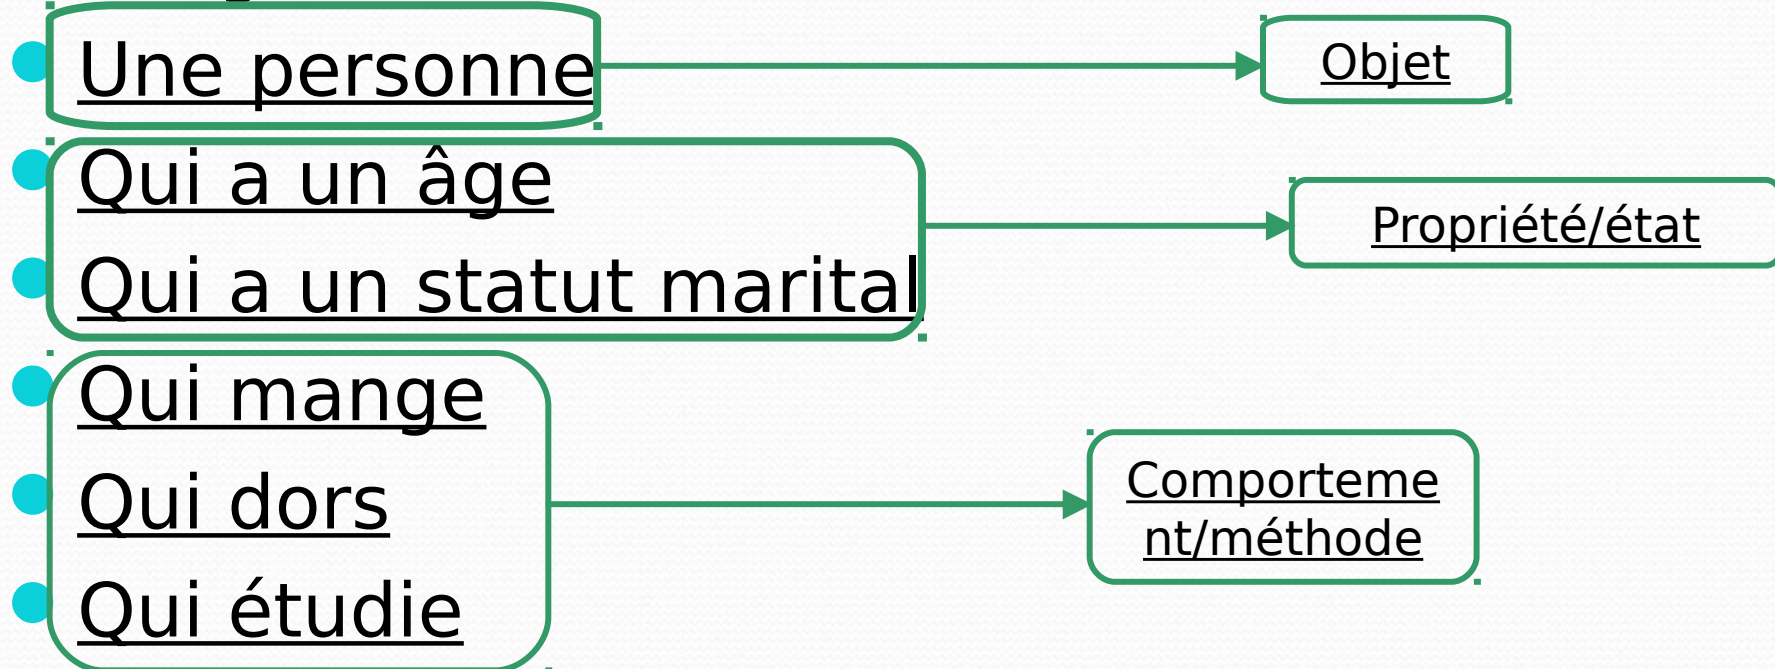 Une personne
Objet
Qui a un âge
Propriété/état
Qui a un statut marital
Qui mange
Comporteme
nt/méthode
Qui dors
Qui étudie